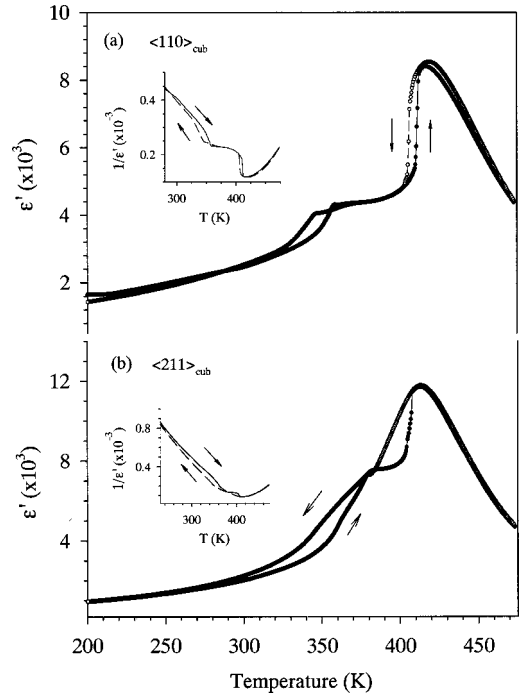 10
(a) <110>cub
8
0.4
0.2
1/ε' (x10⁻³)
300 400
T (K)
6
ε' (x10³)
4
2
(b) <211>cub
12
0.8
0.4
1/ε' (x10⁻³)
300 400
T (K)
8
ε' (x10³)
4
200 250 300 350 400 450
Temperature (K)